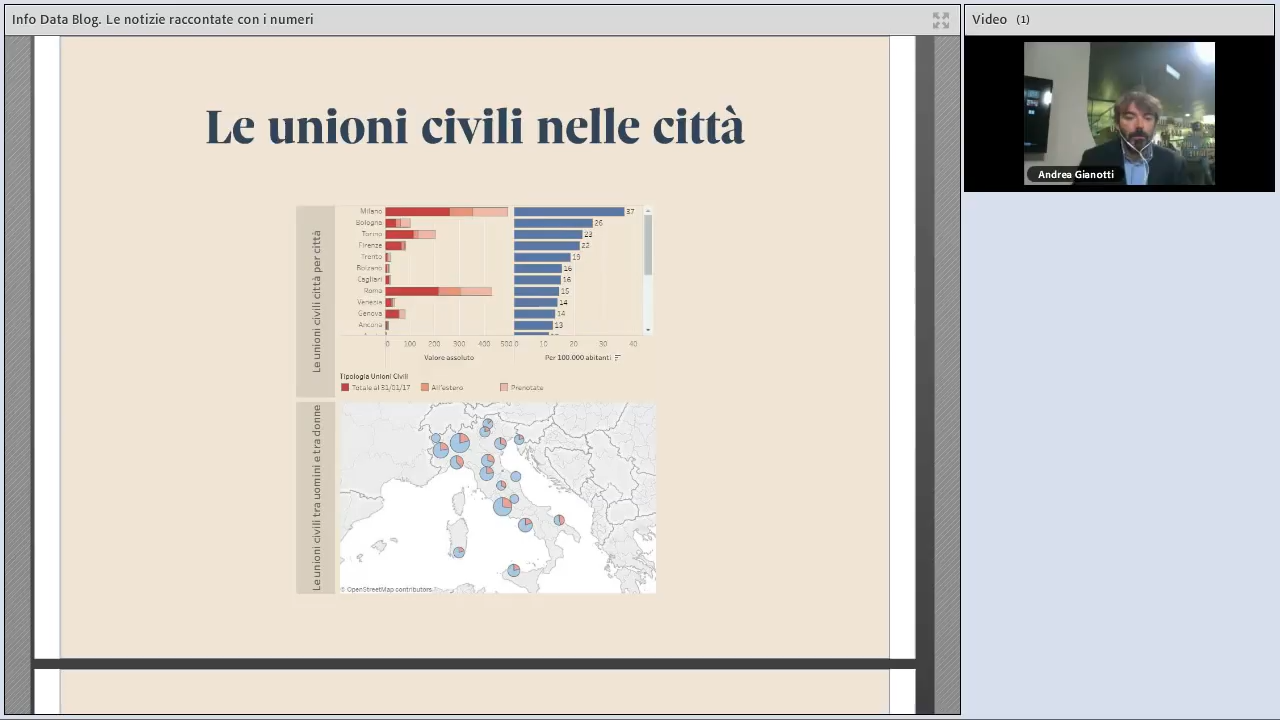 Info Data Blog. Le notizie raccontate con i numeri
Video (1)
Andrea Gianotti
Le unioni civili nelle città
Le unioni civili città per città
Milano 37
Bologna 26
Torino 23
Firenze 22
Trento 19
Bolzano 16
Cagliari 16
Roma 15
Venezia 14
Genova 14
Ancona 13
0 100 200 300 400 500 0 10 20 30 40
Valore assoluto Per 100.000 abitanti
Tipologia Unioni Civili
Totale al 31/01/17 All'estero Prenotate
Le unioni civili tra uomini e tra donne
© OpenStreetMap contributors